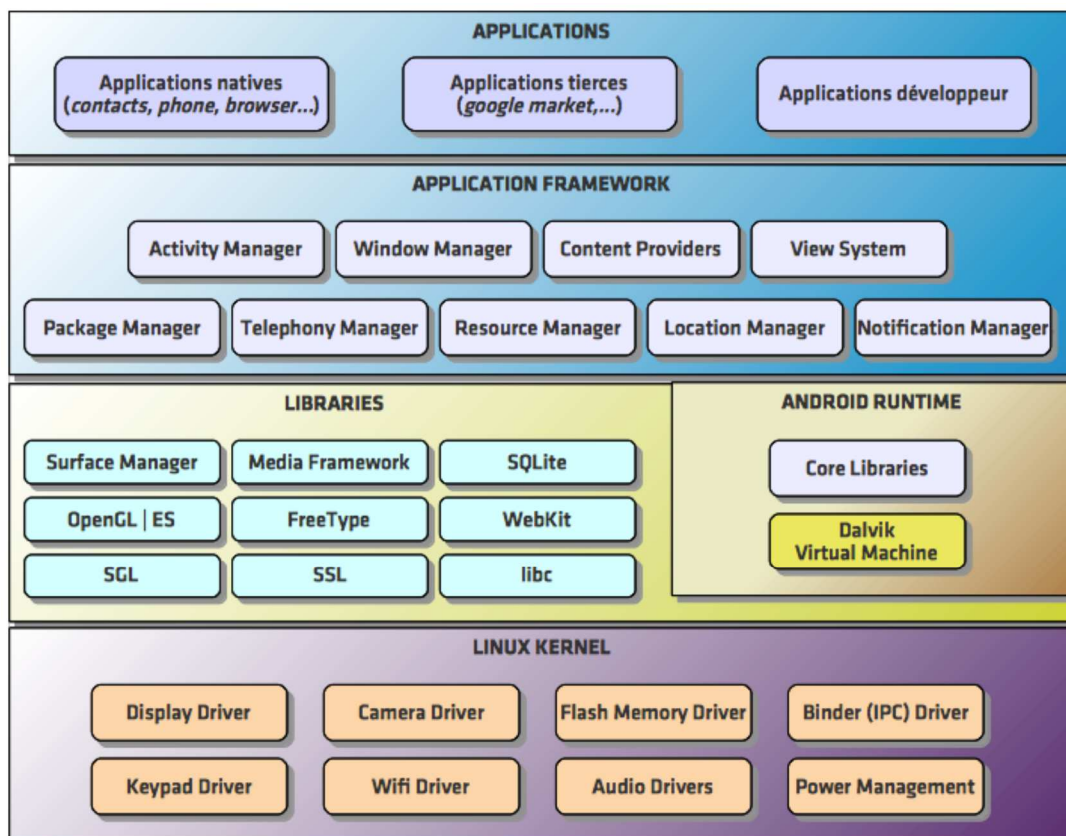 APPLICATIONS
Applications natives
(contacts, phone, browser...)
Applications tierces
(google market,...)
Applications développeur
APPLICATION FRAMEWORK
Activity Manager
Window Manager
Content Providers
View System
Package Manager
Telephony Manager
Resource Manager
Location Manager
Notification Manager
LIBRARIES
Surface Manager
Media Framework
SQLite
OpenGL | ES
FreeType
WebKit
SGL
SSL
libc
ANDROID RUNTIME
Core Libraries
Dalvik
Virtual Machine
LINUX KERNEL
Display Driver
Camera Driver
Flash Memory Driver
Binder (IPC) Driver
Keypad Driver
Wifi Driver
Audio Drivers
Power Management